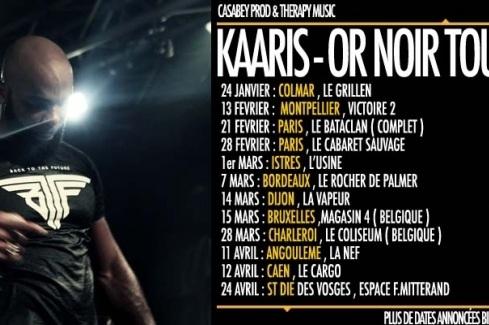 CASABEY PROD & THERAPY MUSIC
KAARIS - OR NOIR TOU
24 JANVIER : COLMAR , LE GRILLEN
13 FEVRIER : MONTPELLIER , VICTOIRE 2
21 FEVRIER : PARIS , LE BATACLAN ( COMPLET )
28 FEVRIER : PARIS , LE CABARET SAUVAGE
1er MARS : ISTRES , L'USINE
7 MARS : BORDEAUX , LE ROCHER DE PALMER
14 MARS : DIJON , LA VAPEUR
15 MARS : BRUXELLES ,MAGASIN 4 ( BELGIQUE )
28 MARS : CHARLEROI , LE COLISEUM ( BELGIQUE )
11 AVRIL : ANGOULEME , LA NEF
12 AVRIL : CAEN , LE CARGO
24 AVRIL : ST DIE DES VOSGES , ESPACE F.MITTERAND
PLUS DE DATES ANNONCÉES BI
BACK TO THE FUTURE